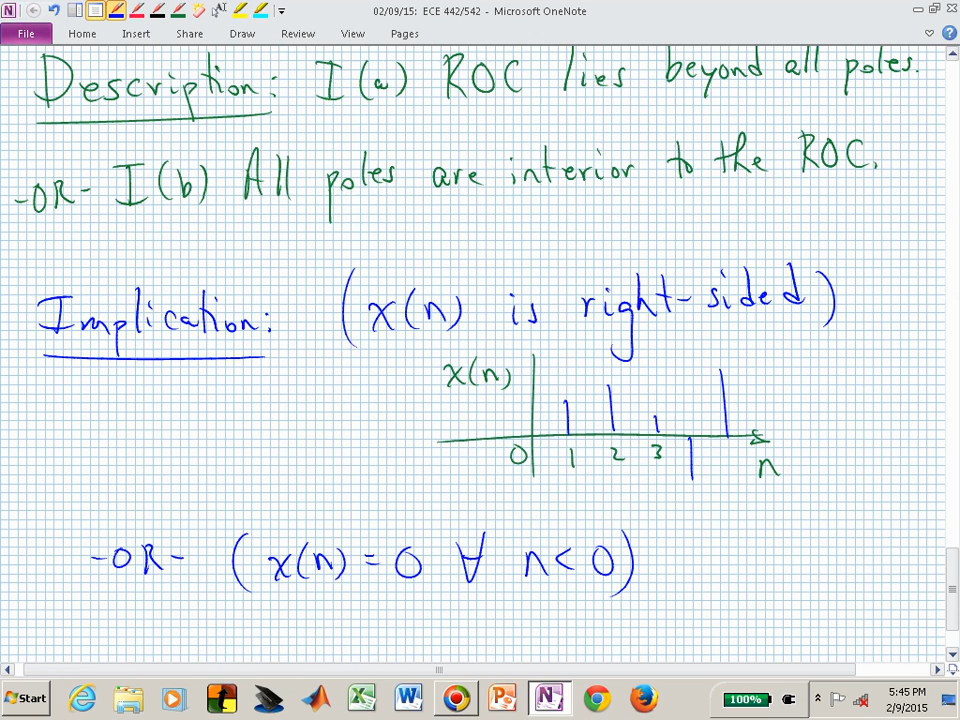 02/09/15: ECE 442/542 - Microsoft OneNote
File Home Insert Share Draw Review View Pages
Description: I(a) ROC lies beyond all poles.
-OR- I(b) All poles are interior to the ROC.
Implication: (x(n) is right-sided)
x(n)
0 1 2 3 n
-OR- (x(n) = 0 ∀ n < 0)
Start 100% 5:45 PM
2/9/2015